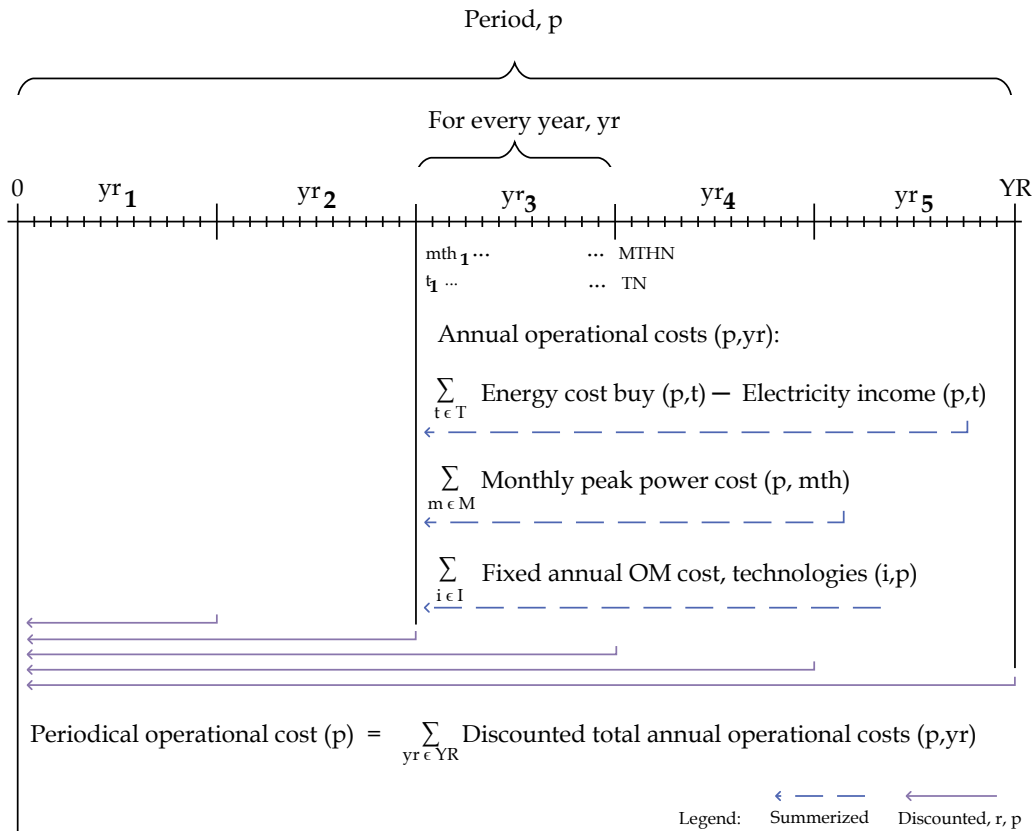 Period, p
For every year, yr
0 yr1 yr2 yr3 yr4 yr5 YR
mth1 ... ... MTHN
t1 ... ... TN
Annual operational costs (p,yr):
∑ t ϵ T Energy cost buy (p,t) − Electricity income (p,t)
∑ m ϵ M Monthly peak power cost (p, mth)
∑ i ϵ I Fixed annual OM cost, technologies (i,p)
Periodical operational cost (p) = ∑ yr ϵ YR Discounted total annual operational costs (p,yr)
Legend: Summerized Discounted, r, p